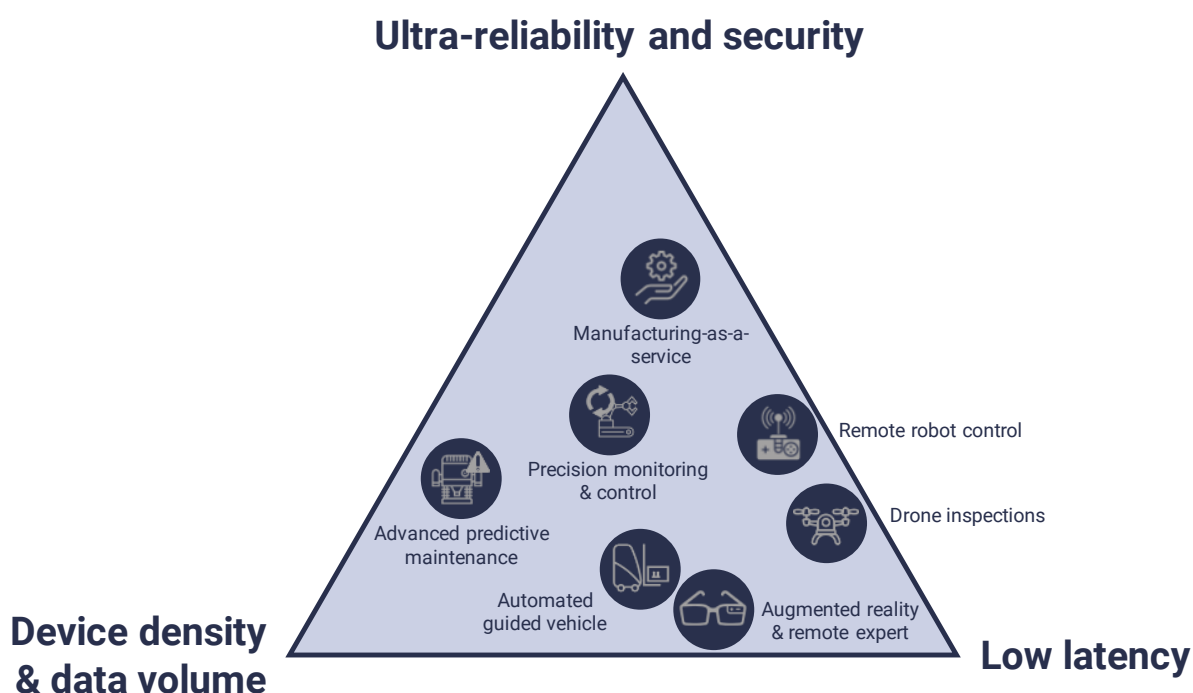 Ultra-reliability and security
Manufacturing-as-a-
service
Remote robot control
Precision monitoring
& control
Drone inspections
Advanced predictive
maintenance
Automated
guided vehicle
Augmented reality
& remote expert
Device density
& data volume
Low latency